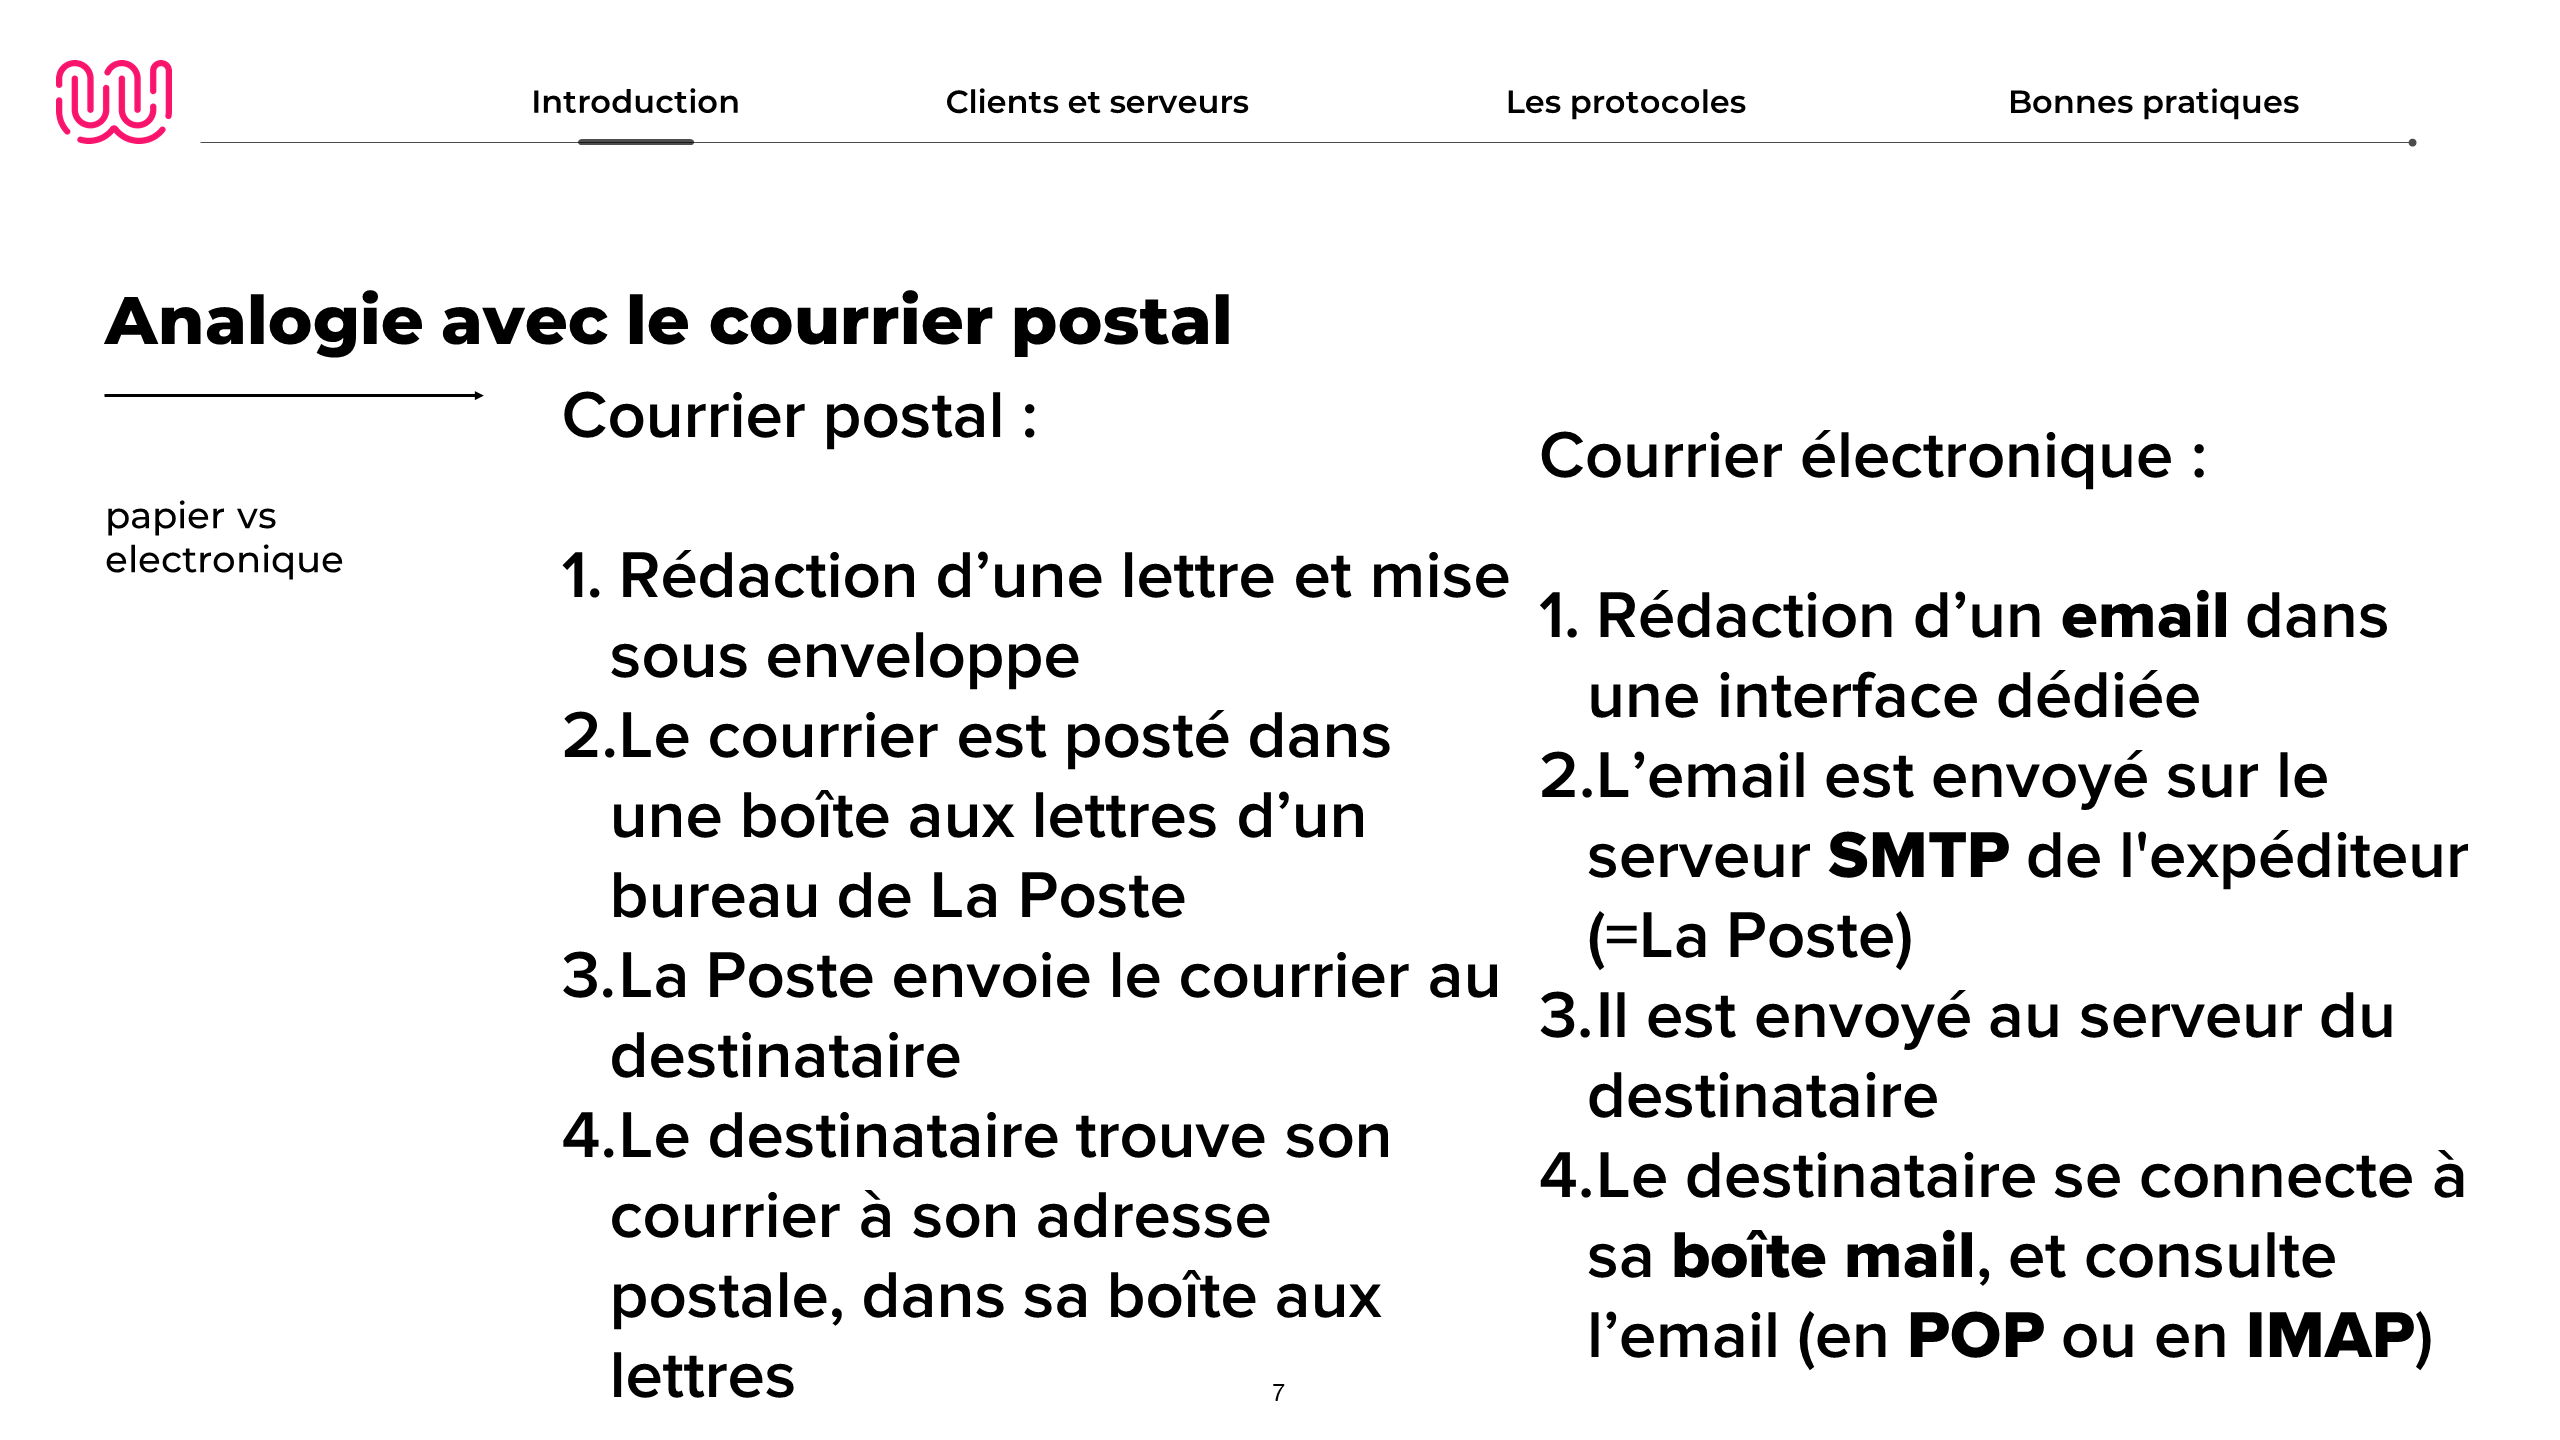 Introduction
Clients et serveurs
Les protocoles
Bonnes pratiques
Analogie avec le courrier postal
papier vs
electronique
Courrier postal :
1. Rédaction d’une lettre et mise
sous enveloppe
2.Le courrier est posté dans
une boîte aux lettres d’un
bureau de La Poste
3.La Poste envoie le courrier au
destinataire
4.Le destinataire trouve son
courrier à son adresse
postale, dans sa boîte aux
lettres
Courrier électronique :
1. Rédaction d’un email dans
une interface dédiée
2.L’email est envoyé sur le
serveur SMTP de l'expéditeur
(=La Poste)
3.Il est envoyé au serveur du
destinataire
4.Le destinataire se connecte à
sa boîte mail, et consulte
l’email (en POP ou en IMAP)
7